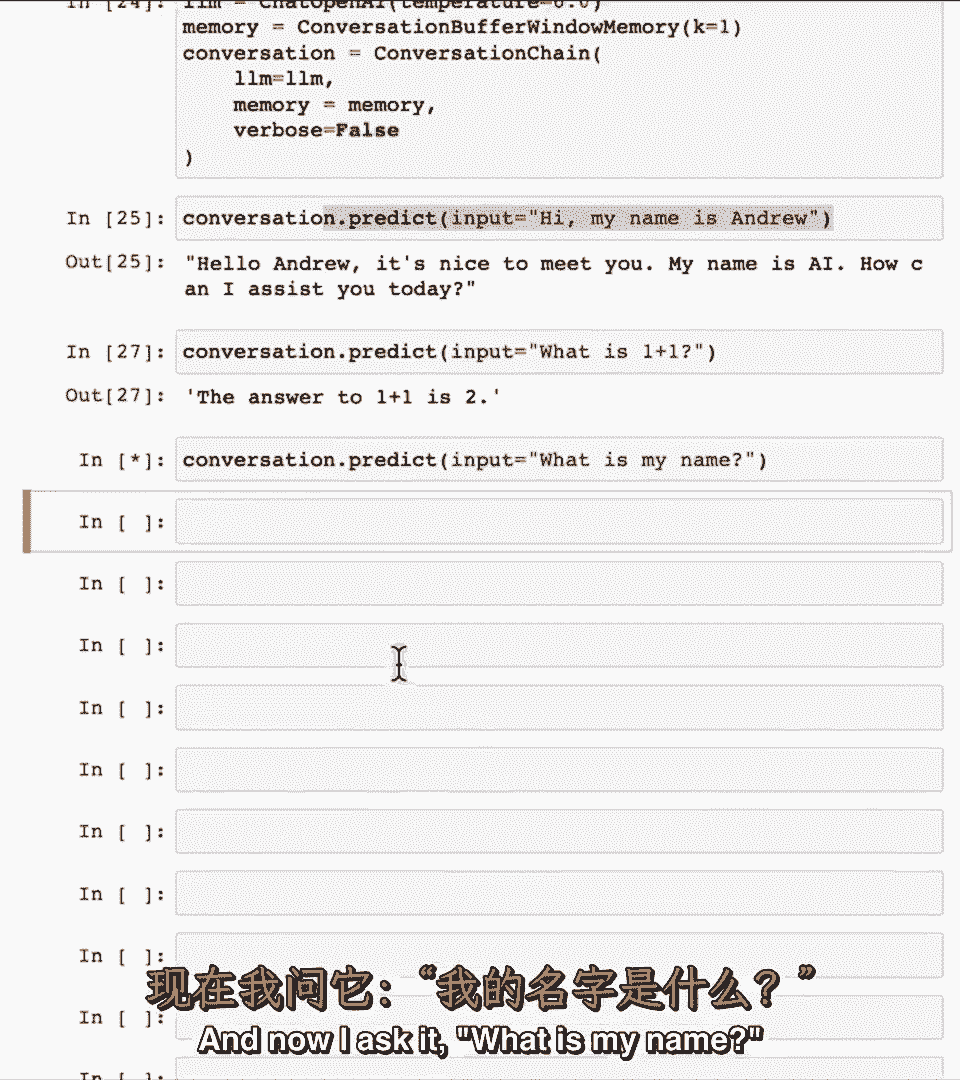 In [24]: llm = ChatOpenAI(temperature=0.0)
memory = ConversationBufferWindowMemory(k=1)
conversation = ConversationChain(
    llm=llm,
    memory = memory,
    verbose=False
)
In [25]: conversation.predict(input="Hi, my name is Andrew")
Out[25]: "Hello Andrew, it's nice to meet you. My name is AI. How c
an I assist you today?"
In [27]: conversation.predict(input="What is 1+1?")
Out[27]: 'The answer to 1+1 is 2.'
In [*]: conversation.predict(input="What is my name?")
In [ ]:
In [ ]:
In [ ]:
In [ ]:
In [ ]:
In [ ]:
In [ ]:
In [ ]:
In [ ]:
In [ ]:
现在我问它：“我的名字是什么？”
And now I ask it, "What is my name?"